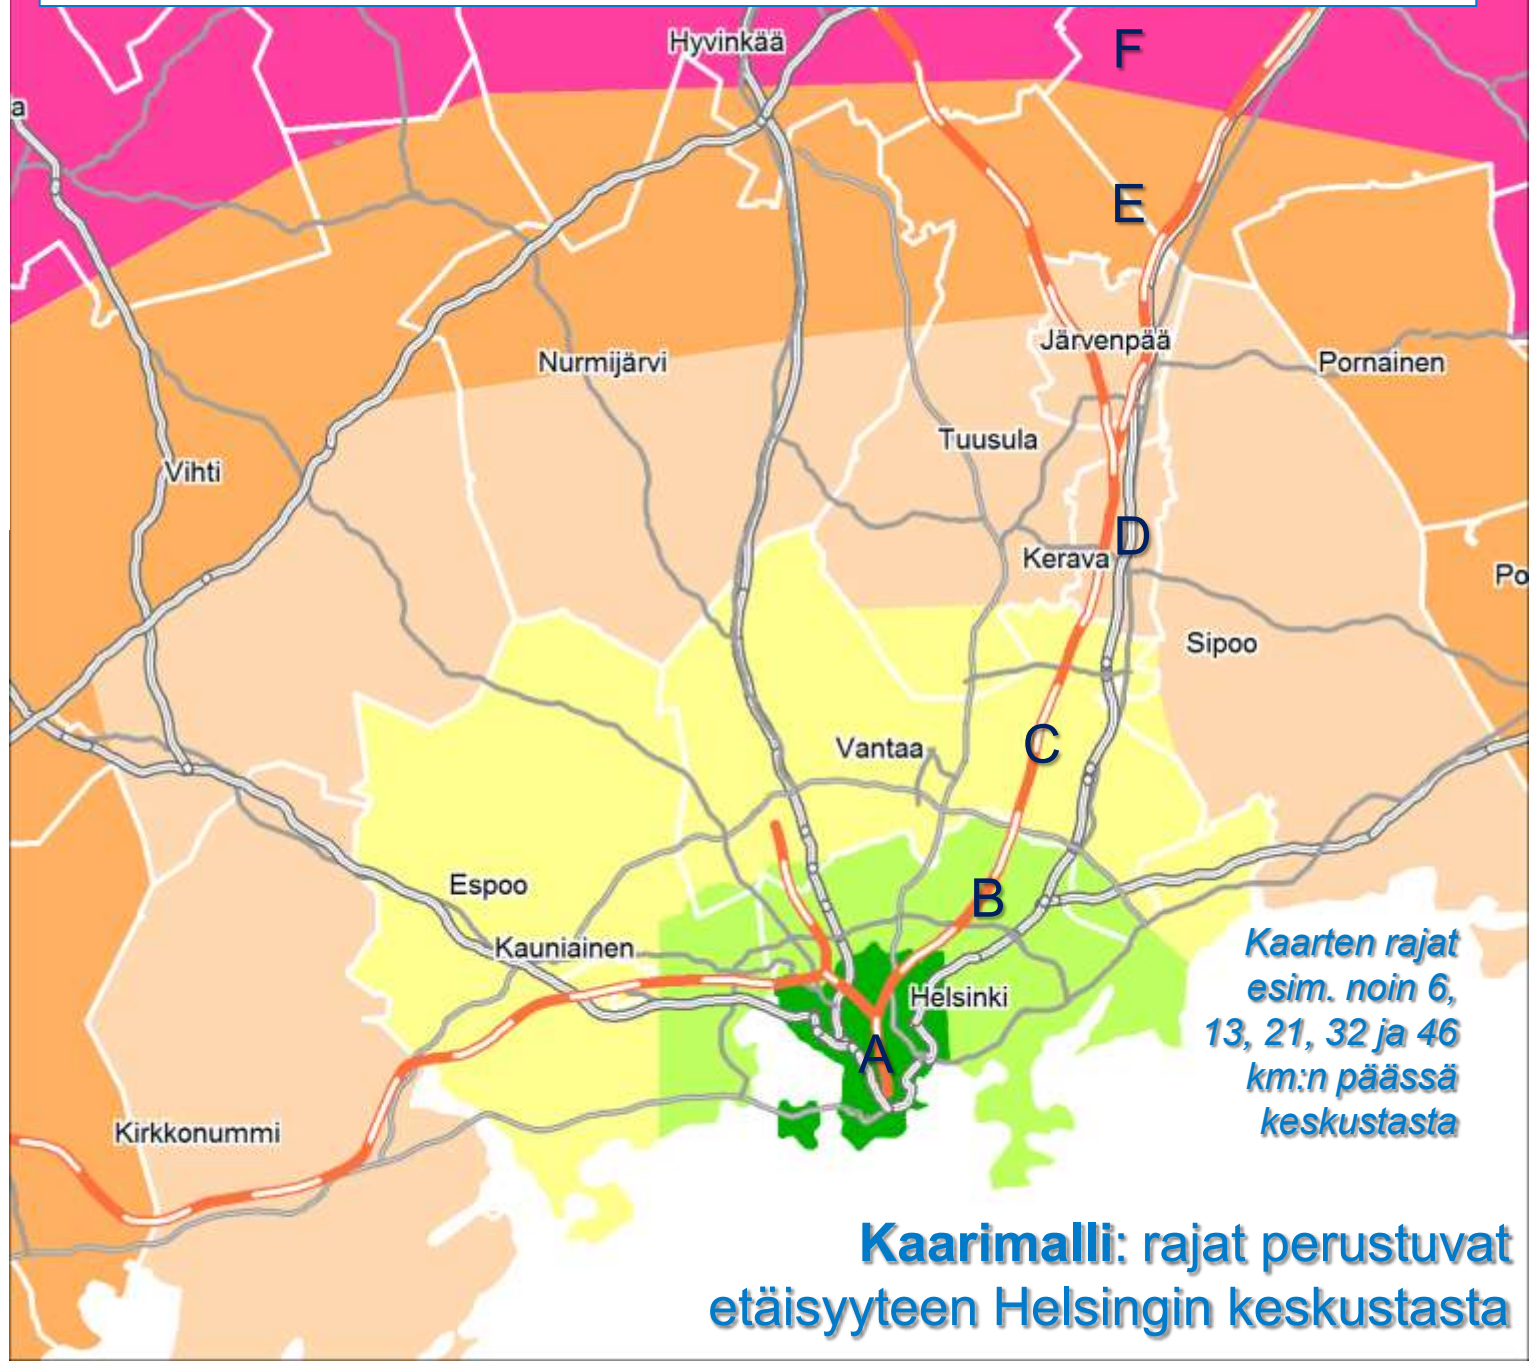 Hyvinkää
F
a
E
Järvenpää
Nurmijärvi
Pornainen
Tuusula
Vihti
D
Kerava
Po
Sipoo
C
Vantaa
Espoo
B
Kauniainen
Kaarten rajat
esim. noin 6,
13, 21, 32 ja 46
km:n päässä
keskustasta
Helsinki
A
Kirkkonummi
Kaarimalli: rajat perustuvat
etäisyyteen Helsingin keskustasta